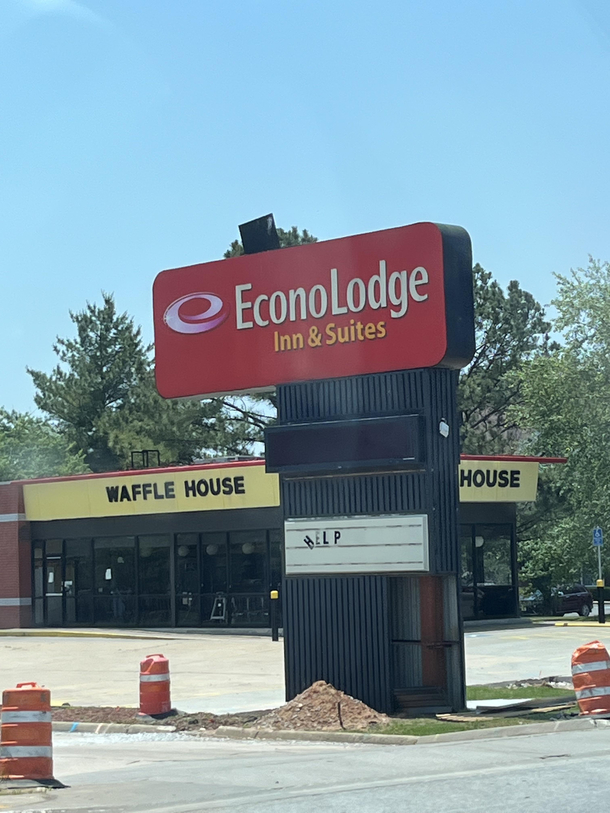 EconoLodge
Inn & Suites
WAFFLE HOUSE
HOUSE
HELP